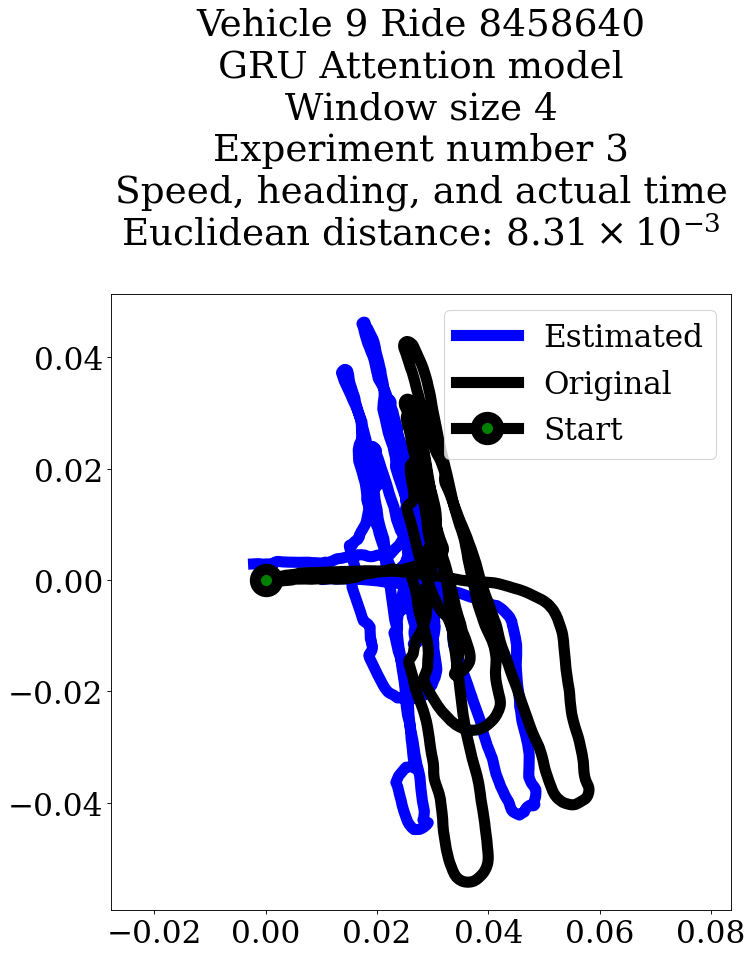 Vehicle 9 Ride 8458640
GRU Attention model
Window size 4
Experiment number 3
Speed, heading, and actual time
Euclidean distance: 8.31 × 10⁻³
Estimated
Original
Start
0.04
0.02
0.00
−0.02
−0.04
−0.02 0.00 0.02 0.04 0.06 0.08